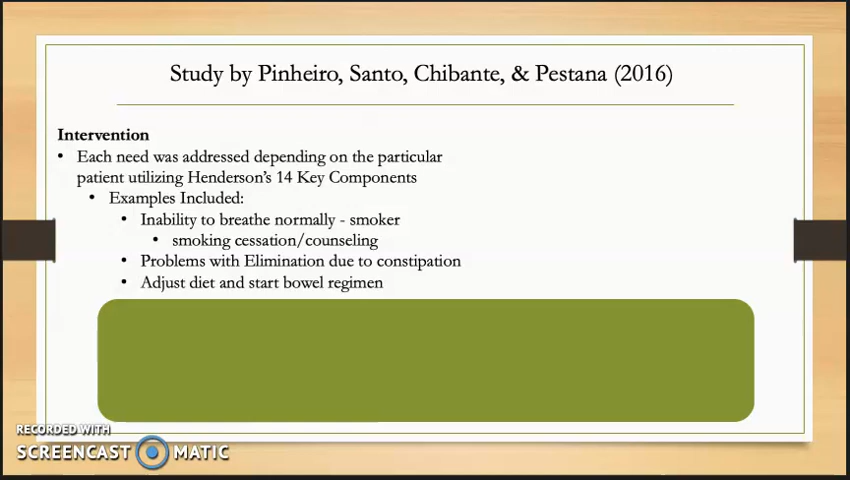 Study by Pinheiro, Santo, Chibante, & Pestana (2016)
Intervention
• Each need was addressed depending on the particular
patient utilizing Henderson's 14 Key Components
• Examples Included:
• Inability to breathe normally - smoker
• smoking cessation/counseling
• Problems with Elimination due to constipation
• Adjust diet and start bowel regimen
RECORDED WITH
SCREENCAST MATIC